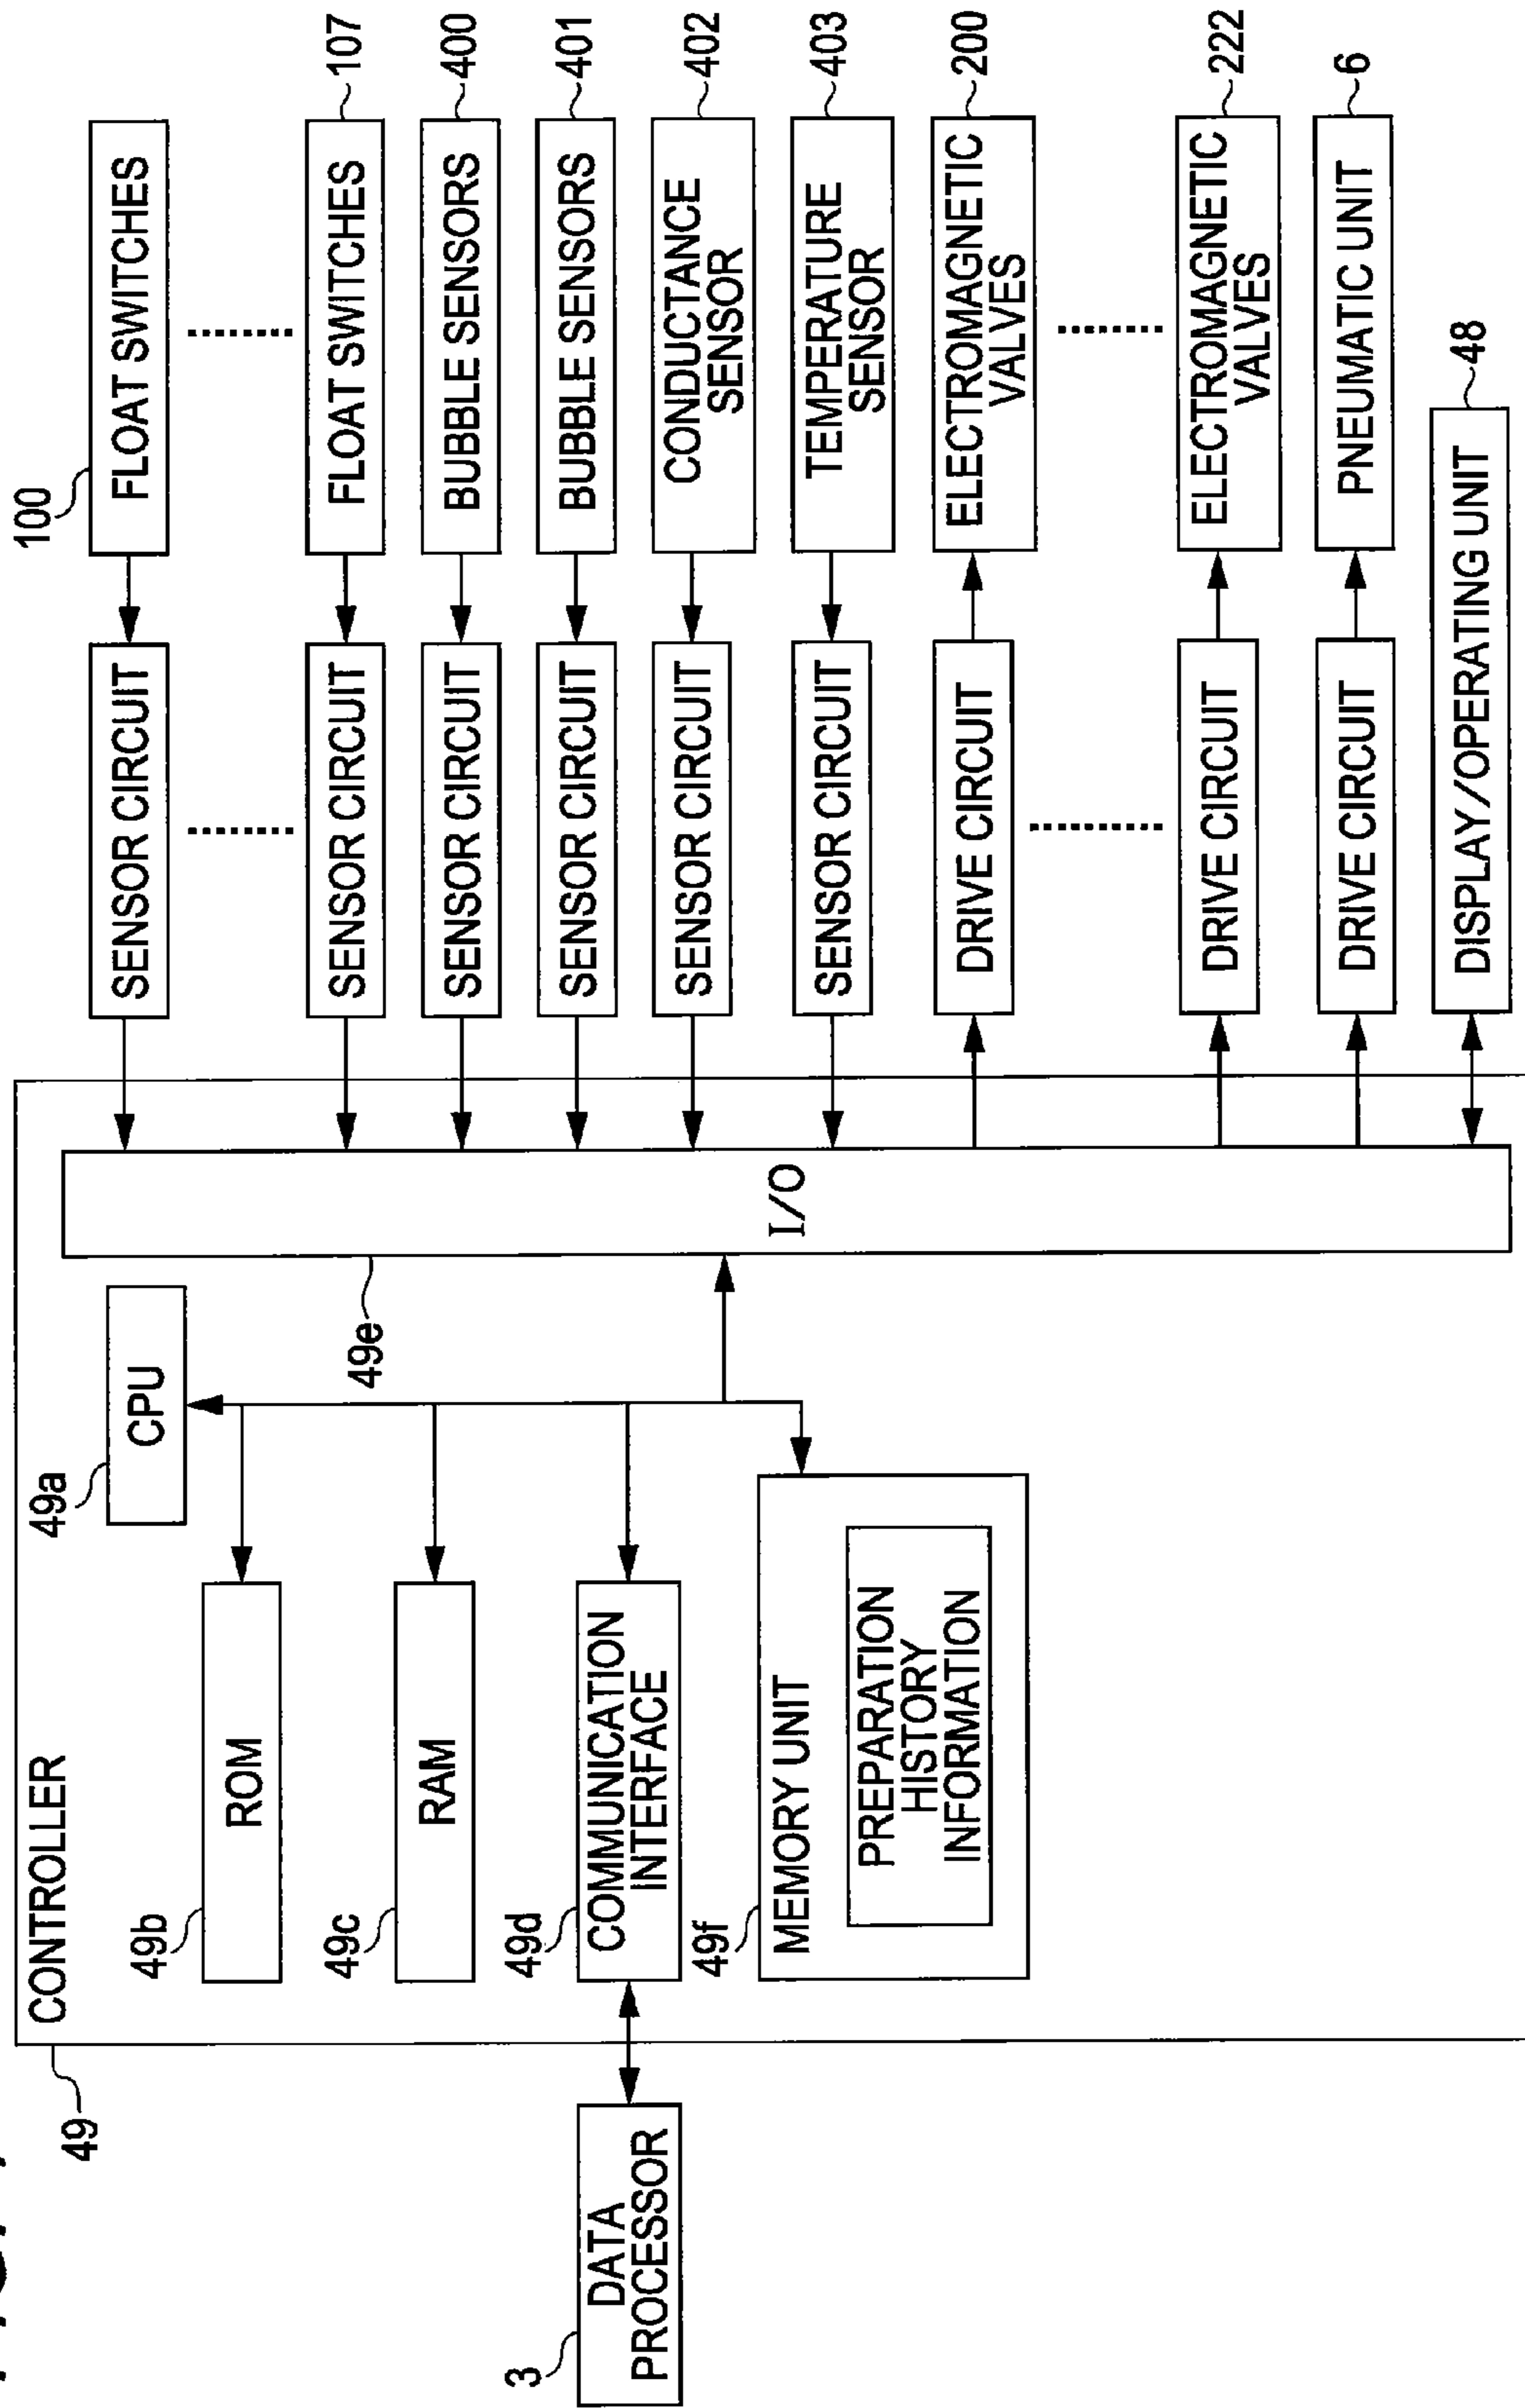 49
CONTROLLER
49a
CPU
49b
ROM
49c
RAM
49d
COMMUNICATION
INTERFACE
49f
MEMORY UNIT
PREPARATION
HISTORY
INFORMATION
3
DATA
PROCESSOR
49e
I/O
SENSOR CIRCUIT
100
FLOAT SWITCHES
SENSOR CIRCUIT
FLOAT SWITCHES
107
SENSOR CIRCUIT
BUBBLE SENSORS
400
SENSOR CIRCUIT
BUBBLE SENSORS
401
SENSOR CIRCUIT
CONDUCTANCE
SENSOR
402
SENSOR CIRCUIT
TEMPERATURE
SENSOR
403
DRIVE CIRCUIT
ELECTROMAGNETIC
VALVES
200
DRIVE CIRCUIT
ELECTROMAGNETIC
VALVES
222
DRIVE CIRCUIT
PNEUMATIC UNIT
6
DISPLAY/OPERATING UNIT
48